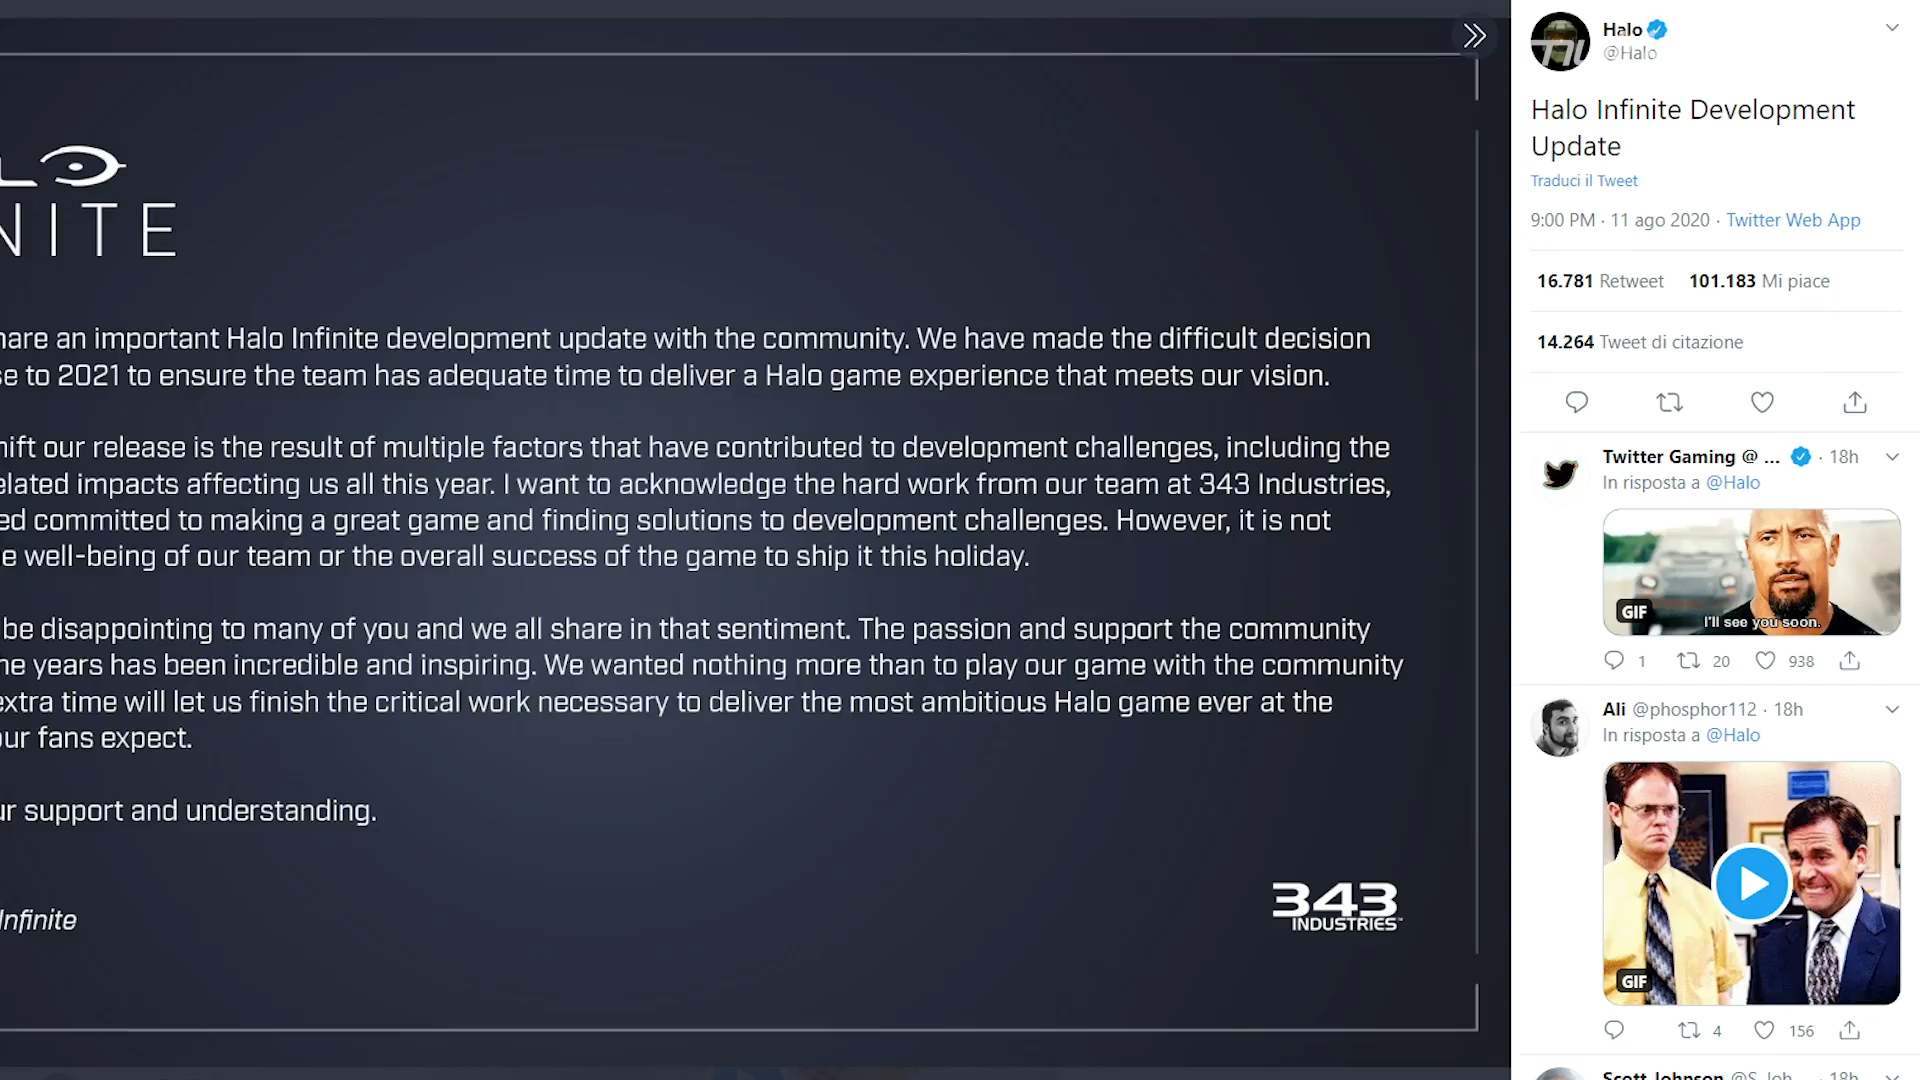 NITE
an important Halo Infinite development update with the community. We have made the difficult decision
to 2021 to ensure the team has adequate time to deliver a Halo game experience that meets our vision.
our release is the result of multiple factors that have contributed to development challenges, including the
elated impacts affecting us all this year. I want to acknowledge the hard work from our team at 343 Industries,
ed committed to making a great game and finding solutions to development challenges. However, it is not
e well-being of our team or the overall success of the game to ship it this holiday.
be disappointing to many of you and we all share in that sentiment. The passion and support the community
he years has been incredible and inspiring. We wanted nothing more than to play our game with the community
extra time will let us finish the critical work necessary to deliver the most ambitious Halo game ever at the
our fans expect.
ur support and understanding.
Infinite
343
INDUSTRIES™
Halo
@Halo
Halo Infinite Development
Update
Traduci il Tweet
9:00 PM · 11 ago 2020 · Twitter Web App
16.781 Retweet 101.183 Mi piace
14.264 Tweet di citazione
Twitter Gaming @ ... · 18h
In risposta a @Halo
GIF
I'll see you soon.
1 20 938
Ali @phosphor112 · 18h
In risposta a @Halo
GIF
4 156
Scott Johnson @S_Joh... · 18h